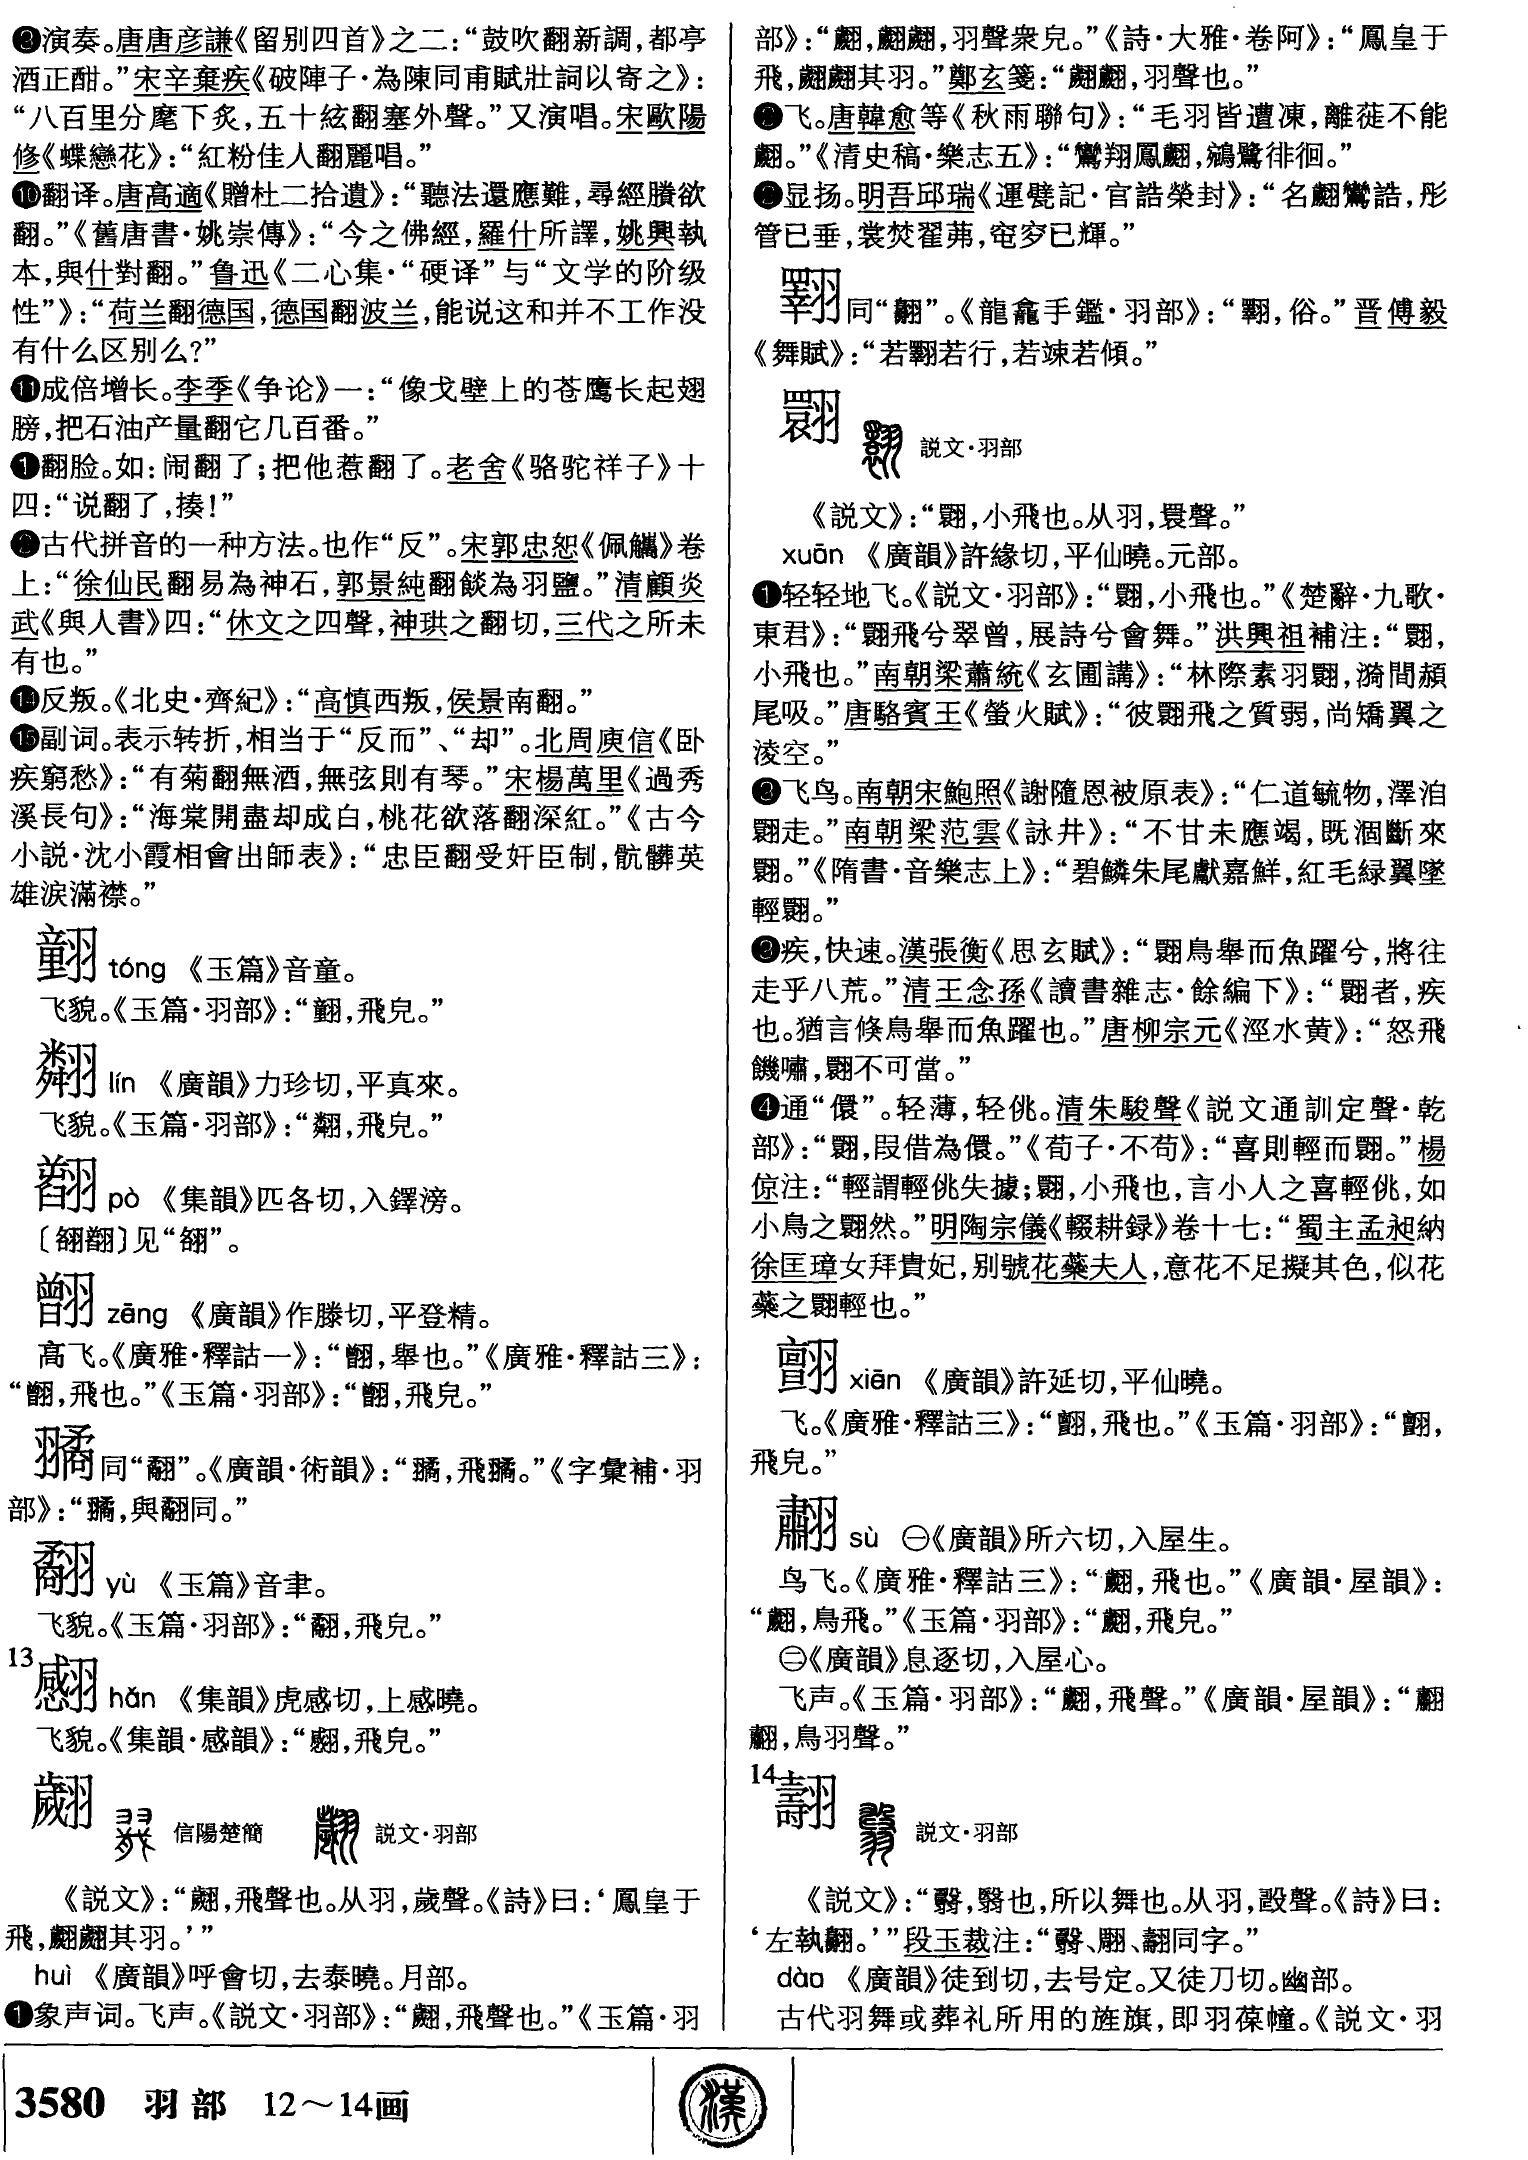 ❸演奏。唐唐彦謙《留别四首》之二：“鼓吹翻新調，都亭
酒正酣。”宋辛棄疾《破陣子·為陳同甫賦壯詞以寄之》：
“八百里分麾下炙，五十絃翻塞外聲。”又演唱。宋歐陽
修《蝶戀花》：“紅粉佳人翻麗唱。”
❿翻译。唐高適《贈杜二拾遺》：“聽法還應難，尋經賸欲
翻。”《舊唐書·姚崇傳》：“今之佛經，羅什所譯，姚興執
本，與什對翻。”鲁迅《二心集·“硬译”与“文学的阶级
性”》：“荷兰翻德国，德国翻波兰，能说这和并不工作没
有什么区别么？”
⓫成倍增长。李季《争论》一：“像戈壁上的苍鹰长起翅
膀，把石油产量翻它几百番。”
❶翻脸。如：闹翻了；把他惹翻了。老舍《骆驼祥子》十
四：“说翻了，揍！”
❷古代拼音的一种方法。也作“反”。宋郭忠恕《佩觿》卷
上：“徐仙民翻易為神石，郭景純翻餤為羽鹽。”清顧炎
武《與人書》四：“休文之四聲，神珙之翻切，三代之所未
有也。”
⓮反叛。《北史·齊紀》：“高慎西叛，侯景南翻。”
⓯副词。表示转折，相当于“反而”、“却”。北周庾信《卧
疾窮愁》：“有菊翻無酒，無弦則有琴。”宋楊萬里《過秀
溪長句》：“海棠開盡却成白，桃花欲落翻深紅。”《古今
小説·沈小霞相會出師表》：“忠臣翻受奸臣制，骯髒英
雄淚滿襟。”
tóng 《玉篇》音童。
飞貌。《玉篇·羽部》：“，飛皃。”
lín 《廣韻》力珍切，平真來。
飞貌。《玉篇·羽部》：“，飛皃。”
pò 《集韻》匹各切，入鐸滂。
见“”。
zēng 《廣韻》作滕切，平登精。
高飞。《廣雅·釋詁一》：“，舉也。”《廣雅·釋詁三》：
“，飛也。”《玉篇·羽部》：“，飛皃。”
同“”。《廣韻·術韻》：“，飛。”《字彙補·羽
部》：“，與同。”
yù 《玉篇》音聿。
飞貌。《玉篇·羽部》：“，飛皃。”
13
hǎn 《集韻》虎感切，上感曉。
飞貌。《集韻·感韻》：“，飛皃。”
翽 信陽楚簡 説文·羽部
《説文》：“翽，飛聲也。从羽，歲聲。《詩》曰：‘鳳皇于
飛，翽翽其羽。’”
huì 《廣韻》呼會切，去泰曉。月部。
❶象声词。飞声。《説文·羽部》：“翽，飛聲也。”《玉篇·羽
部》：“翽，翽翽，羽聲衆皃。”《詩·大雅·卷阿》：“鳳皇于
飛，翽翽其羽。”鄭玄箋：“翽翽，羽聲也。”
❷飞。唐韓愈等《秋雨聯句》：“毛羽皆遭凍，離蓰不能
翽。”《清史稿·樂志五》：“鸞翔鳳翽，鵷鷺徘徊。”
❷显扬。明吾邱瑞《運甓記·官誥榮封》：“名翽鸞誥，彤
管已垂，裳焚翟茀，窀穸已輝。”
同“翱”。《龍龕手鑑·羽部》：“，俗。”晋傅毅
《舞賦》：“若若行，若竦若傾。”
翾 説文·羽部
《説文》：“翾，小飛也。从羽，睘聲。”
xuān 《廣韻》許緣切，平仙曉。元部。
❶轻轻地飞。《説文·羽部》：“翾，小飛也。”《楚辭·九歌·
東君》：“翾飛兮翠曾，展詩兮會舞。”洪興祖補注：“翾，
小飛也。”南朝梁蕭統《玄圃講》：“林際素羽翾，漪間赬
尾吸。”唐駱賓王《螢火賦》：“彼翾飛之質弱，尚矯翼之
淩空。”
❷飞鸟。南朝宋鮑照《謝隨恩被原表》：“仁道毓物，澤洎
翾走。”南朝梁范雲《詠井》：“不甘未應竭，既涸斷來
翾。”《隋書·音樂志上》：“碧鱗朱尾獻嘉鮮，紅毛緑翼墜
輕翾。”
❸疾，快速。漢張衡《思玄賦》：“翾鳥舉而魚躍兮，將往
走乎八荒。”清王念孫《讀書雜志·餘編下》：“翾者，疾
也。猶言倏鳥舉而魚躍也。”唐柳宗元《涇水黄》：“怒飛
饑嘯，翾不可當。”
❹通“儇”。轻薄，轻佻。清朱駿聲《説文通訓定聲·乾
部》：“翾，叚借為儇。”《荀子·不苟》：“喜則輕而翾。”楊
倞注：“輕謂輕佻失據；翾，小飛也，言小人之喜輕佻，如
小鳥之翾然。”明陶宗儀《輟耕録》卷十七：“蜀主孟昶納
徐匡璋女拜貴妃，别號花蘂夫人，意花不足擬其色，似花
蘂之翾輕也。”
xiān 《廣韻》許延切，平仙曉。
飞。《廣雅·釋詁三》：“，飛也。”《玉篇·羽部》：“，
飛皃。”
sù ㊀《廣韻》所六切，入屋生。
鸟飞。《廣雅·釋詁三》：“，飛也。”《廣韻·屋韻》：
“，鳥飛。”《玉篇·羽部》：“，飛皃。”
㊁《廣韻》息逐切，入屋心。
飞声。《玉篇·羽部》：“，飛聲。”《廣韻·屋韻》：“
，鳥羽聲。”
14
翿 説文·羽部
《説文》：“，翳也，所以舞也。从羽，聲。《詩》曰：
‘左執翿。’”段玉裁注：“、、翿同字。”
dào 《廣韻》徒到切，去号定。又徒刀切。幽部。
古代羽舞或葬礼所用的旌旗，即羽葆幢。《説文·羽
3580 羽部 12～14画
漢